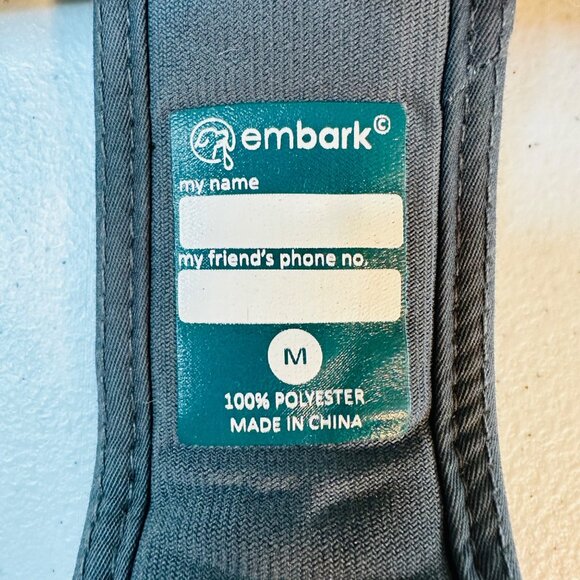 embark©
my name
my friend's phone no.
M
100% POLYESTER
MADE IN CHINA